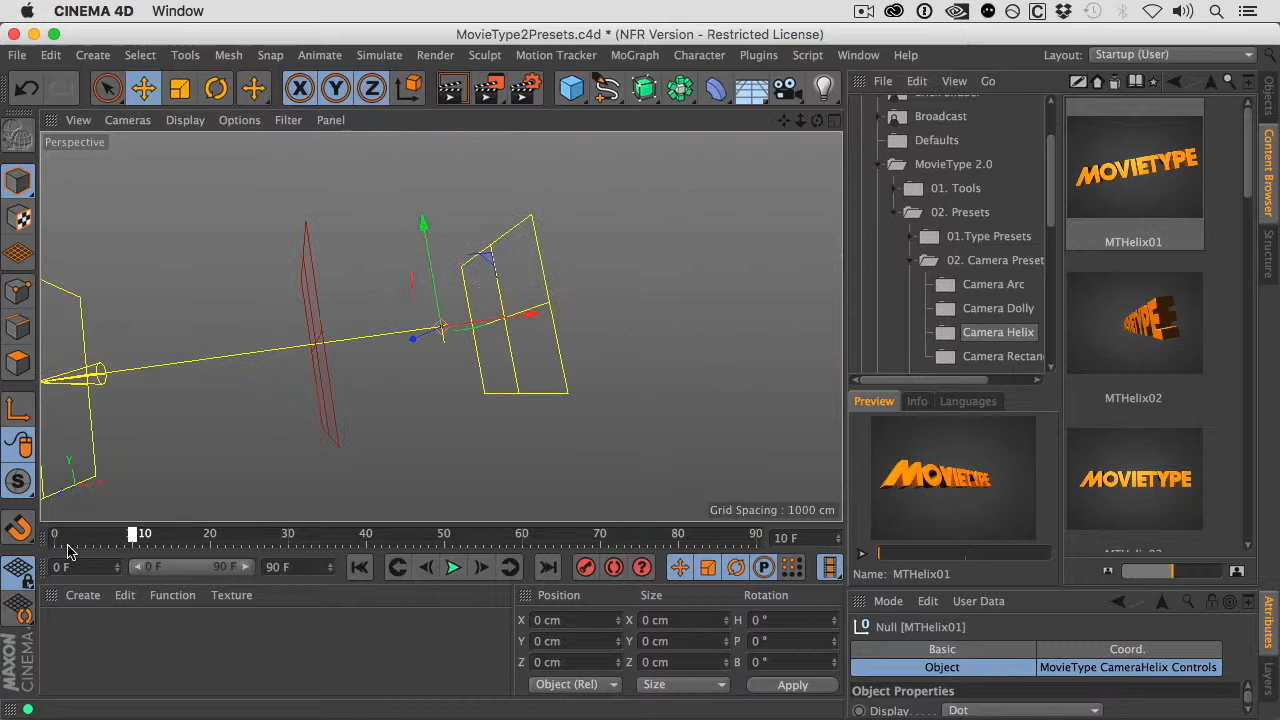 CINEMA 4D Window
MovieType2Presets.c4d * (NFR Version - Restricted License)
File Edit Create Select Tools Mesh Snap Animate Simulate Render Sculpt Motion Tracker MoGraph Character Plugins Script Window Help Layout: Startup (User)
X Y Z
File Edit View Go
View Cameras Display Options Filter Panel
Perspective
Broadcast
Defaults
MovieType 2.0
01. Tools
02. Presets
01.Type Presets
02. Camera Preset
Camera Arc
Camera Dolly
Camera Helix
Camera Rectan
MOVIETYPE
MTHelix01
MTHelix02
MOVIETYPE
Objects
Content Browser
Structure
Preview Info Languages
MOVIETYPE
Name: MTHelix01
Y
Grid Spacing : 1000 cm
0 10 20 30 40 50 60 70 80 90 10 F
0 F 0 F 90 F 90 F
Create Edit Function Texture
Position Size Rotation
X 0 cm X 0 cm H 0 °
Y 0 cm Y 0 cm P 0 °
Z 0 cm Z 0 cm B 0 °
Object (Rel) Size Apply
Mode Edit User Data
Null [MTHelix01]
Basic Coord.
Object MovieType CameraHelix Controls
Object Properties
Display. Dot
Attributes
Layers
MAXON
CINEMA 4D